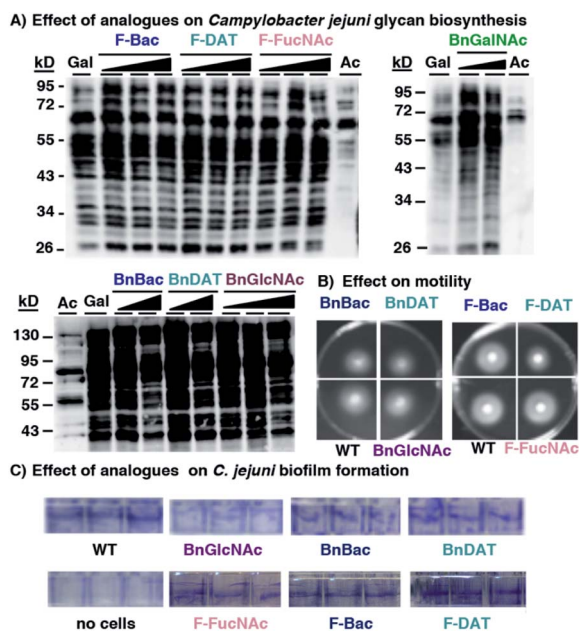 A) Effect of analogues on Campylobacter jejuni glycan biosynthesis
F-Bac F-DAT F-FucNAc
kD Gal Ac
95
72
55
43
34
26
BnGalNAc
kD Gal Ac
95
72
55
43
34
26
BnBac BnDAT BnGlcNAc
kD Ac Gal
130
95
72
55
43
B) Effect on motility
BnBac BnDAT F-Bac F-DAT
WT BnGlcNAc WT F-FucNAc
C) Effect of analogues on C. jejuni biofilm formation
WT BnGlcNAc BnBac BnDAT
no cells F-FucNAc F-Bac F-DAT